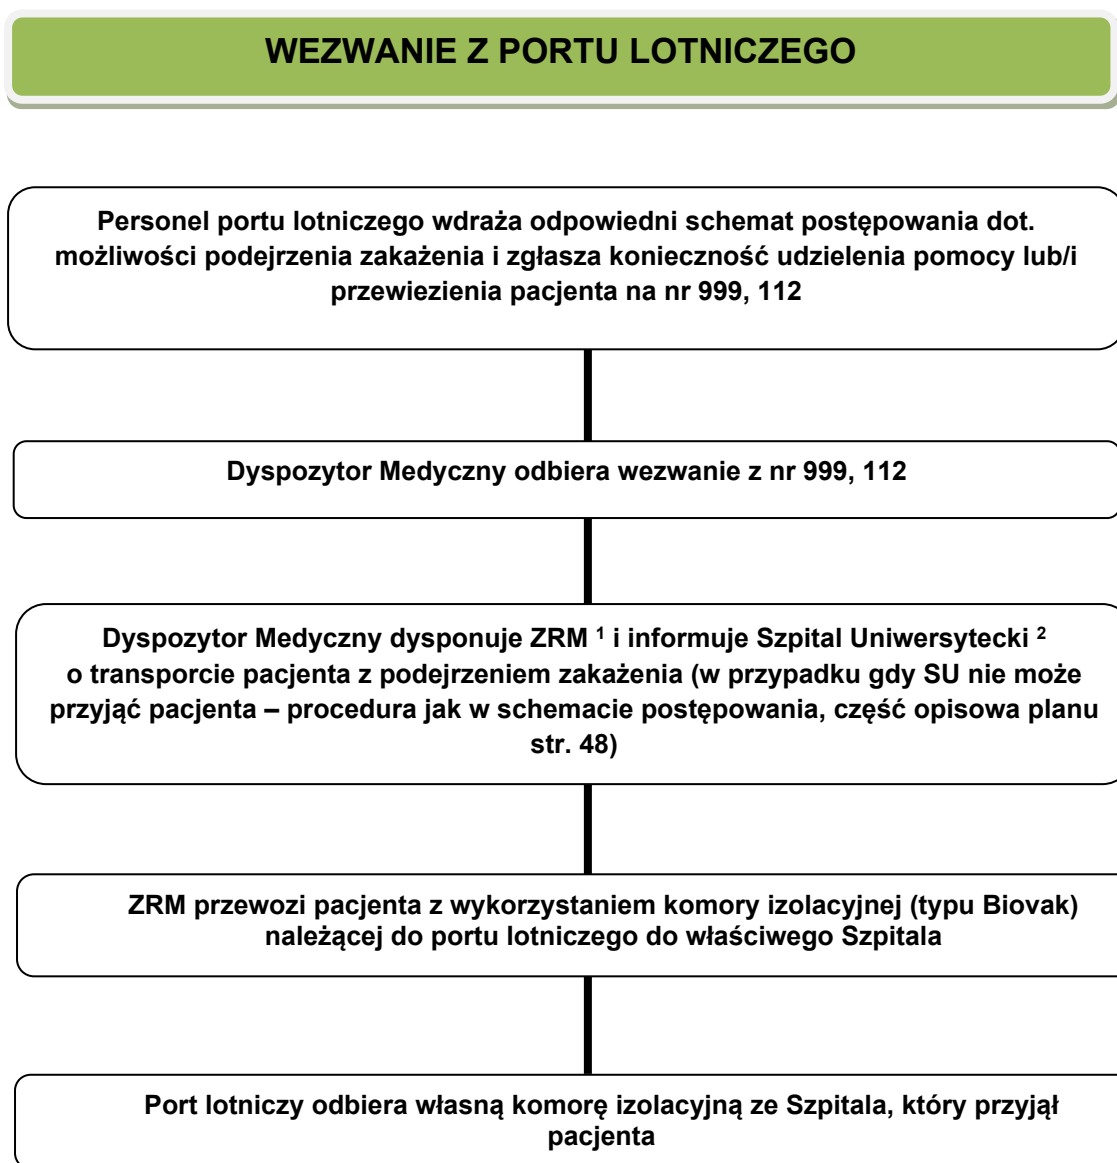 WEZWANIE Z PORTU LOTNICZEGO
Personel portu lotniczego wdraża odpowiedni schemat postępowania dot.
możliwości podejrzenia zakażenia i zgłasza konieczność udzielenia pomocy lub/i
przewiezienia pacjenta na nr 999, 112
Dyspozytor Medyczny odbiera wezwanie z nr 999, 112
Dyspozytor Medyczny dysponuje ZRM ¹ i informuje Szpital Uniwersytecki ²
o transporcie pacjenta z podejrzeniem zakażenia (w przypadku gdy SU nie może
przyjąć pacjenta – procedura jak w schemacie postępowania, część opisowa planu
str. 48)
ZRM przewozi pacjenta z wykorzystaniem komory izolacyjnej (typu Biovak)
należącej do portu lotniczego do właściwego Szpitala
Port lotniczy odbiera własną komorę izolacyjną ze Szpitala, który przyjął
pacjenta